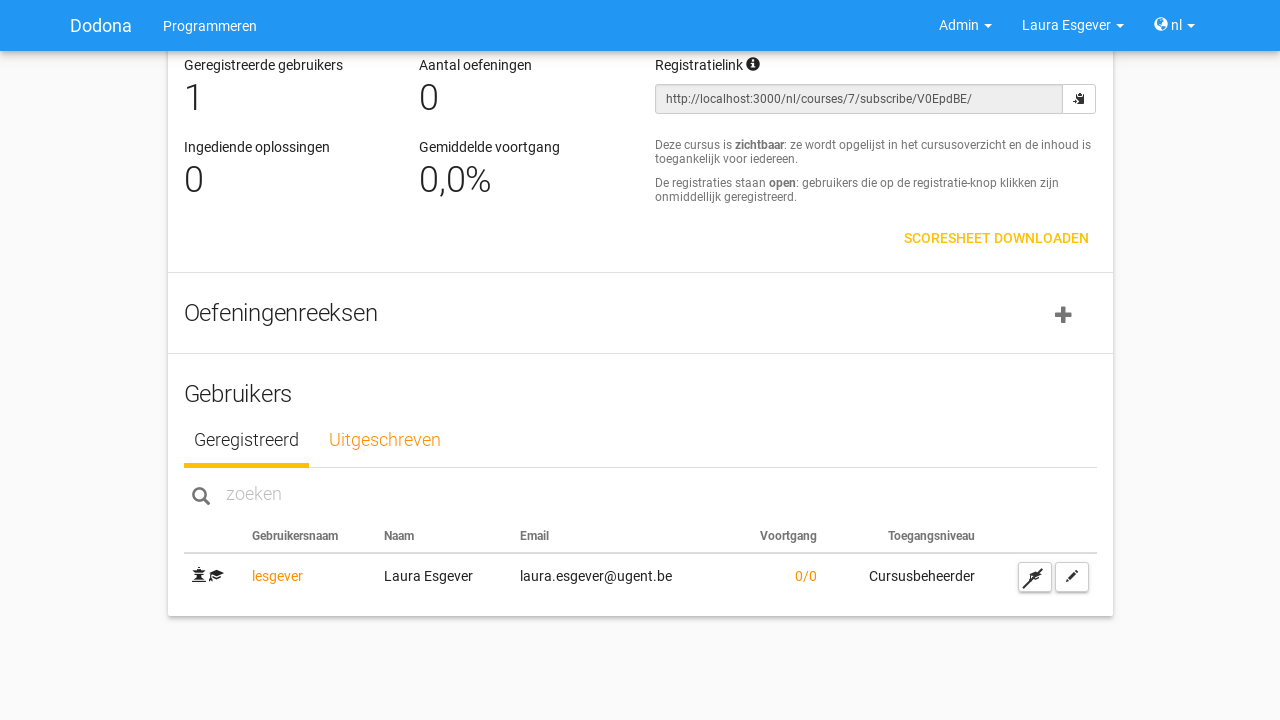 Dodona Programmeren Admin Laura Esgever nl
Geregistreerde gebruikers Aantal oefeningen Registratielink
1 0
http://localhost:3000/nl/courses/7/subscribe/V0EpdBE/
Ingediende oplossingen Gemiddelde voortgang
0 0,0%
Deze cursus is zichtbaar: ze wordt opgelijst in het cursusoverzicht en de inhoud is
toegankelijk voor iedereen.
De registraties staan open: gebruikers die op de registratie-knop klikken zijn
onmiddellijk geregistreerd.
SCORESHEET DOWNLOADEN
Oefeningenreeksen
Gebruikers
Geregistreerd Uitgeschreven
zoeken
Gebruikersnaam Naam Email Voortgang Toegangsniveau
lesgever Laura Esgever laura.esgever@ugent.be 0/0 Cursusbeheerder